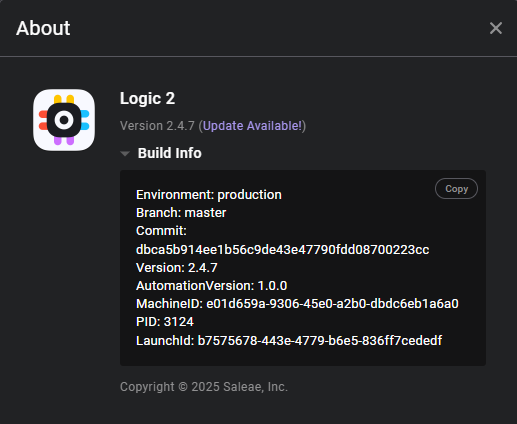 About
Logic 2
Version 2.4.7 (Update Available!)
Build Info
Copy
Environment: production
Branch: master
Commit:
dbca5b914ee1b56c9de43e47790fdd08700223cc
Version: 2.4.7
AutomationVersion: 1.0.0
MachineID: e01d659a-9306-45e0-a2b0-dbdc6eb1a6a0
PID: 3124
LaunchId: b7575678-443e-4779-b6e5-836ff7cededf
Copyright © 2025 Saleae, Inc.